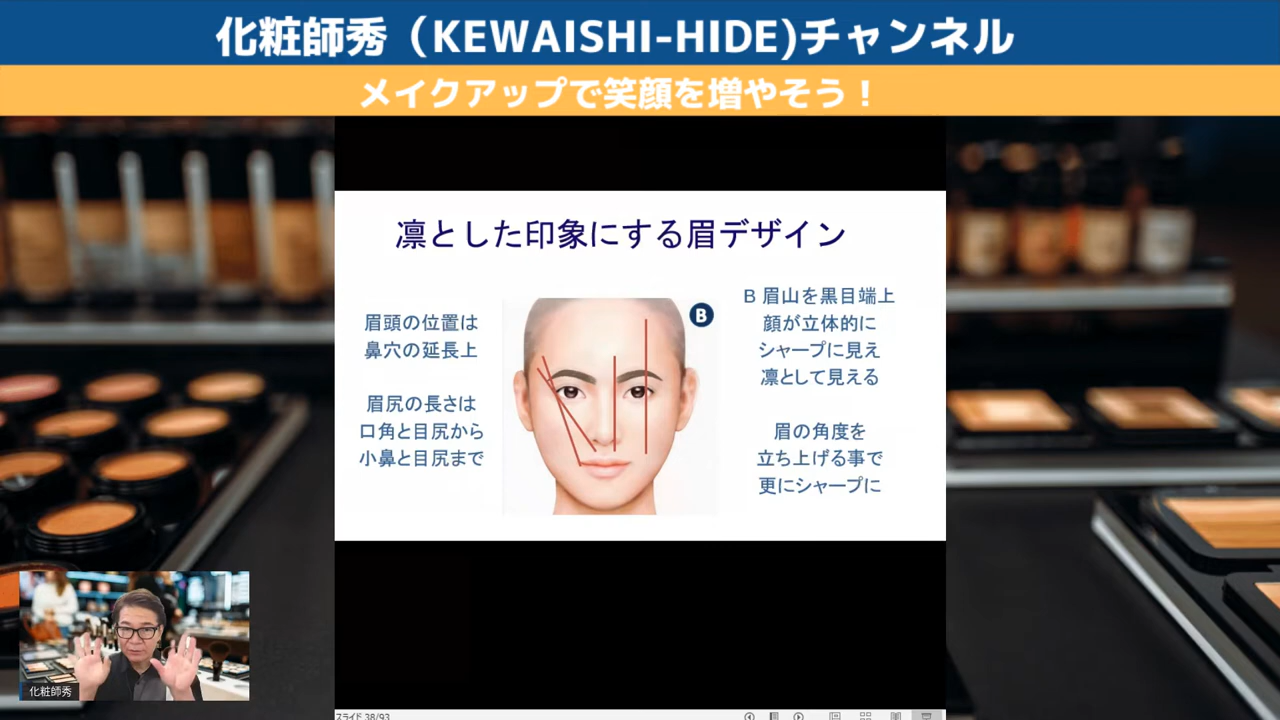 化粧師秀（KEWAISHI-HIDE)チャンネル
メイクアップで笑顔を増やそう！
凛とした印象にする眉デザイン
眉頭の位置は
鼻穴の延長上
眉尻の長さは
口角と目尻から
小鼻と目尻まで
B
B 眉山を黒目端上
顔が立体的に
シャープに見え
凛として見える
眉の角度を
立ち上げる事で
更にシャープに
化粧師秀
スライド 38/93